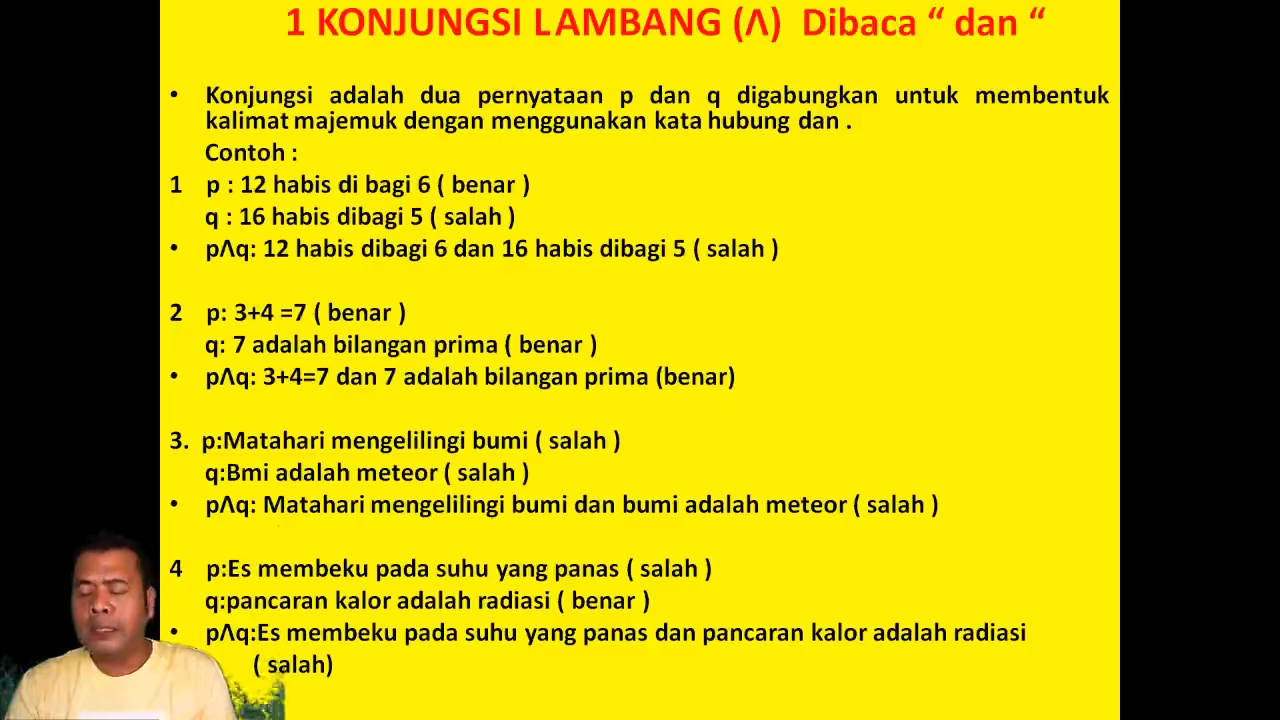 1 KONJUNGSI LAMBANG (Λ)  Dibaca “ dan “
• Konjungsi adalah dua pernyataan p dan q digabungkan untuk membentuk
kalimat majemuk dengan menggunakan kata hubung dan .
Contoh :
1 p : 12 habis di bagi 6 ( benar )
q : 16 habis dibagi 5 ( salah )
• pΛq: 12 habis dibagi 6 dan 16 habis dibagi 5 ( salah )
2 p: 3+4 =7 ( benar )
q: 7 adalah bilangan prima ( benar )
• pΛq: 3+4=7 dan 7 adalah bilangan prima (benar)
3. p:Matahari mengelilingi bumi ( salah )
q:Bmi adalah meteor ( salah )
• pΛq: Matahari mengelilingi bumi dan bumi adalah meteor ( salah )
4 p:Es membeku pada suhu yang panas ( salah )
q:pancaran kalor adalah radiasi ( benar )
• pΛq:Es membeku pada suhu yang panas dan pancaran kalor adalah radiasi
( salah)